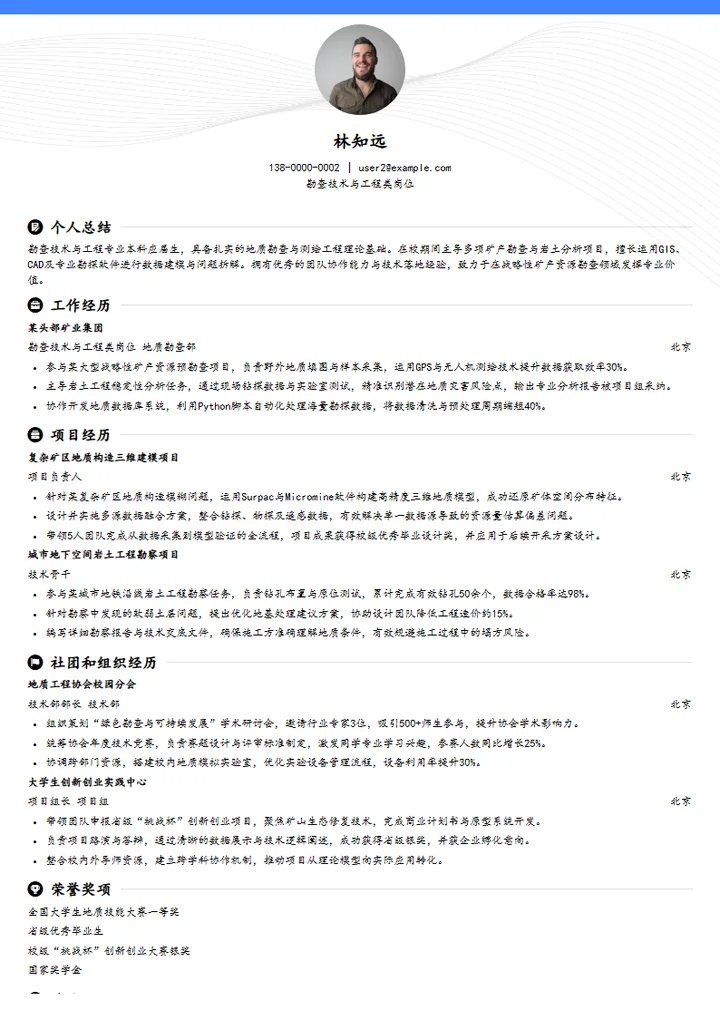 林知远
138-0000-0002 | user2@example.com
勘查技术与工程类岗位
个人总结
勘查技术与工程专业本科应届生，具备扎实的地质勘查与测绘工程理论基础。在校期间主导多项矿产勘查与岩土分析项目，擅长运用GIS、
CAD及专业勘探软件进行数据建模与问题拆解。拥有优秀的团队协作能力与技术落地经验，致力于在战略性矿产资源勘查领域发挥专业价
值。
工作经历
某头部矿业集团
勘查技术与工程类岗位 地质勘查部 北京
• 参与某大型战略性矿产资源预勘查项目，负责野外地质填图与样本采集，运用GPS与无人机测绘技术提升数据获取效率30%。
• 主导岩土工程稳定性分析任务，通过现场钻探数据与实验室测试，精准识别潜在地质灾害风险点，输出专业分析报告被项目组采纳。
• 协作开发地质数据库系统，利用Python脚本自动化处理海量勘探数据，将数据清洗与预处理周期缩短40%。
项目经历
复杂矿区地质构造三维建模项目
项目负责人 北京
• 针对某复杂矿区地质构造模糊问题，运用Surpac与Micromine软件构建高精度三维地质模型，成功还原矿体空间分布特征。
• 设计并实施多源数据融合方案，整合钻探、物探及遥感数据，有效解决单一数据源导致的资源量估算偏差问题。
• 带领5人团队完成从数据采集到模型验证的全流程，项目成果获得校级优秀毕业设计奖，并应用于后续开采方案设计。
城市地下空间岩土工程勘察项目
技术骨干 北京
• 参与某城市地铁沿线岩土工程勘察任务，负责钻孔布置与原位测试，累计完成有效钻孔50余个，数据合格率达98%。
• 针对勘察中发现的软弱土层问题，提出优化地基处理建议方案，协助设计团队降低工程造价约15%。
• 编写详细勘察报告与技术交底文件，确保施工方准确理解地质条件，有效规避施工过程中的塌方风险。
社团和组织经历
地质工程协会校园分会
技术部部长 技术部 北京
• 组织策划“绿色勘查与可持续发展”学术研讨会，邀请行业专家3位，吸引500+师生参与，提升协会学术影响力。
• 统筹协会年度技术竞赛，负责赛题设计与评审标准制定，激发同学专业学习兴趣，参赛人数同比增长25%。
• 协调跨部门资源，搭建校内地质模拟实验室，优化实验设备管理流程，设备利用率提升30%。
大学生创新创业实践中心
项目组长 项目组 北京
• 带领团队申报省级“挑战杯”创新创业项目，聚焦矿山生态修复技术，完成商业计划书与原型系统开发。
• 负责项目路演与答辩，通过清晰的数据展示与技术逻辑阐述，成功获得省级银奖，并获企业孵化意向。
• 整合校内外导师资源，建立跨学科协作机制，推动项目从理论模型向实际应用转化。
荣誉奖项
全国大学生地质技能大赛一等奖
省级优秀毕业生
校级“挑战杯”创新创业大赛银奖
国家奖学金